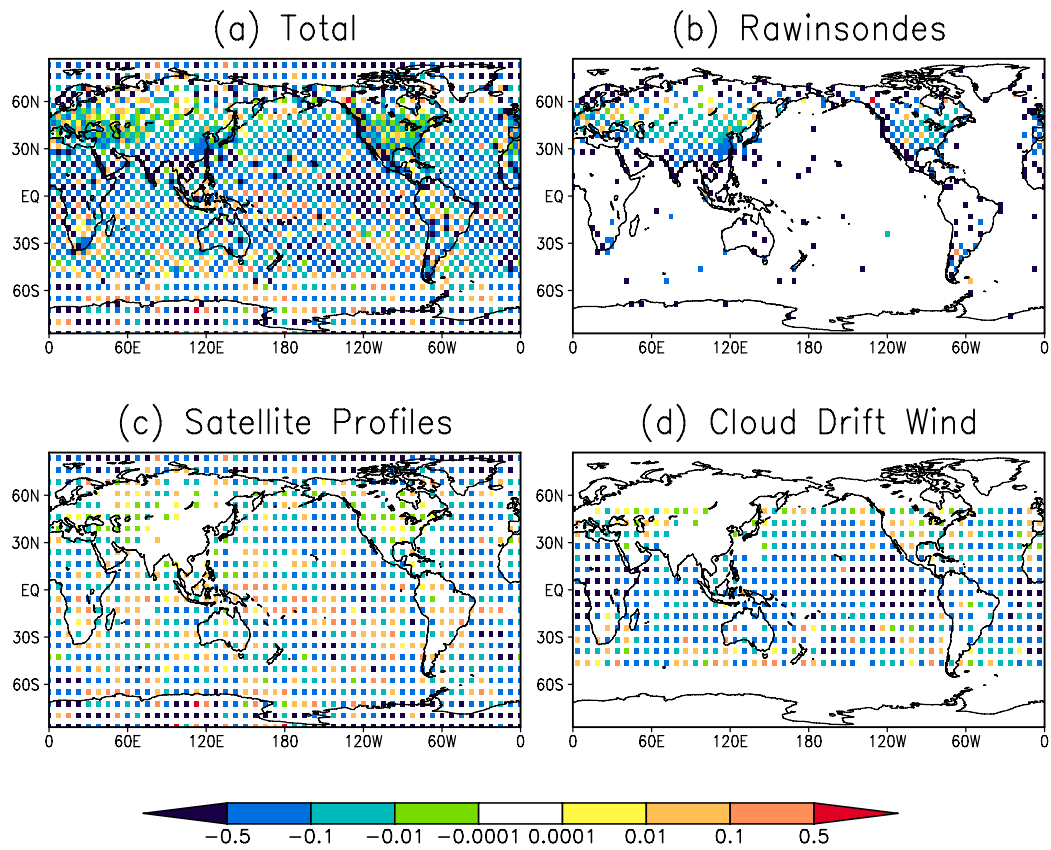 (a) Total
(b) Rawinsondes
60N
30N
EQ
30S
60S
0 60E 120E 180 120W 60W 0
60N
30N
EQ
30S
60S
0 60E 120E 180 120W 60W 0
(c) Satellite Profiles
(d) Cloud Drift Wind
60N
30N
EQ
30S
60S
0 60E 120E 180 120W 60W 0
60N
30N
EQ
30S
60S
0 60E 120E 180 120W 60W 0
-0.5 -0.1 -0.01 -0.0001 0.0001 0.01 0.1 0.5